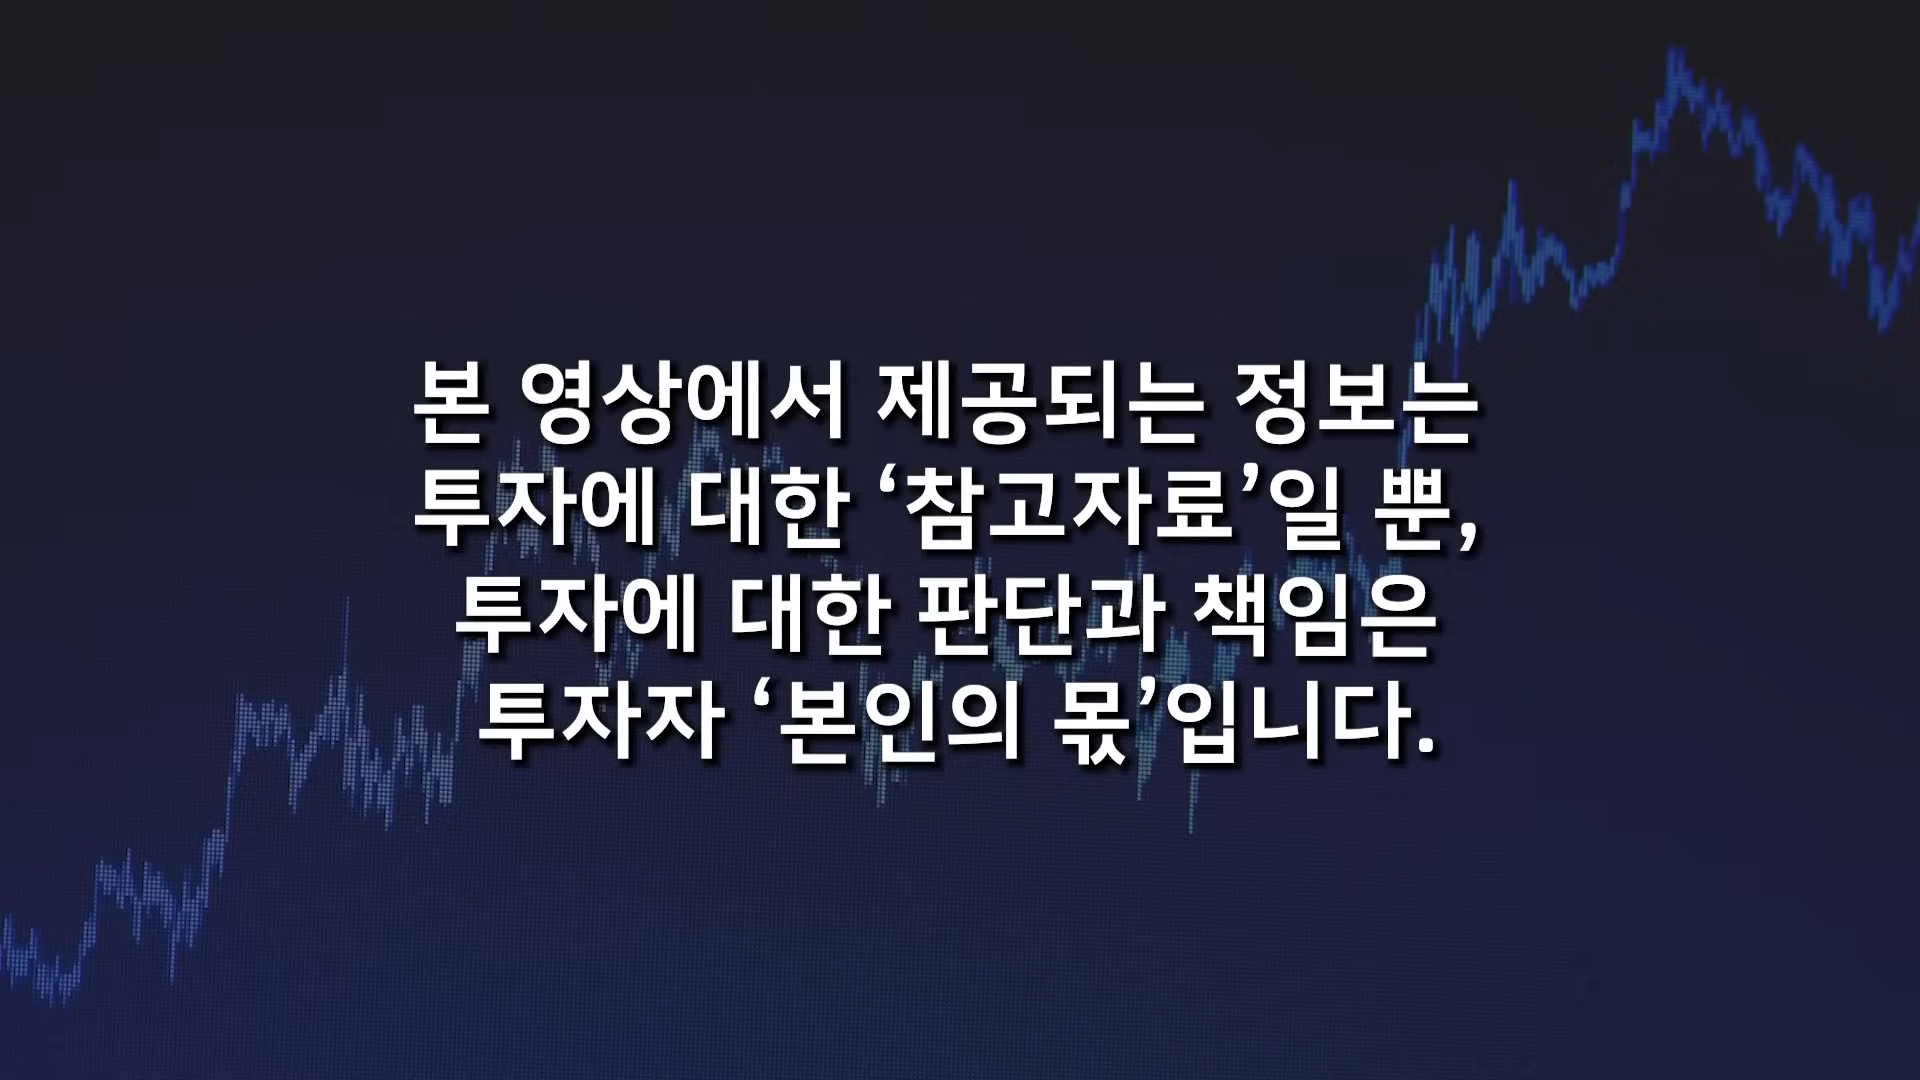 본 영상에서 제공되는 정보는
투자에 대한 ‘참고자료’일 뿐,
투자에 대한 판단과 책임은
투자자 ‘본인의 몫’입니다.